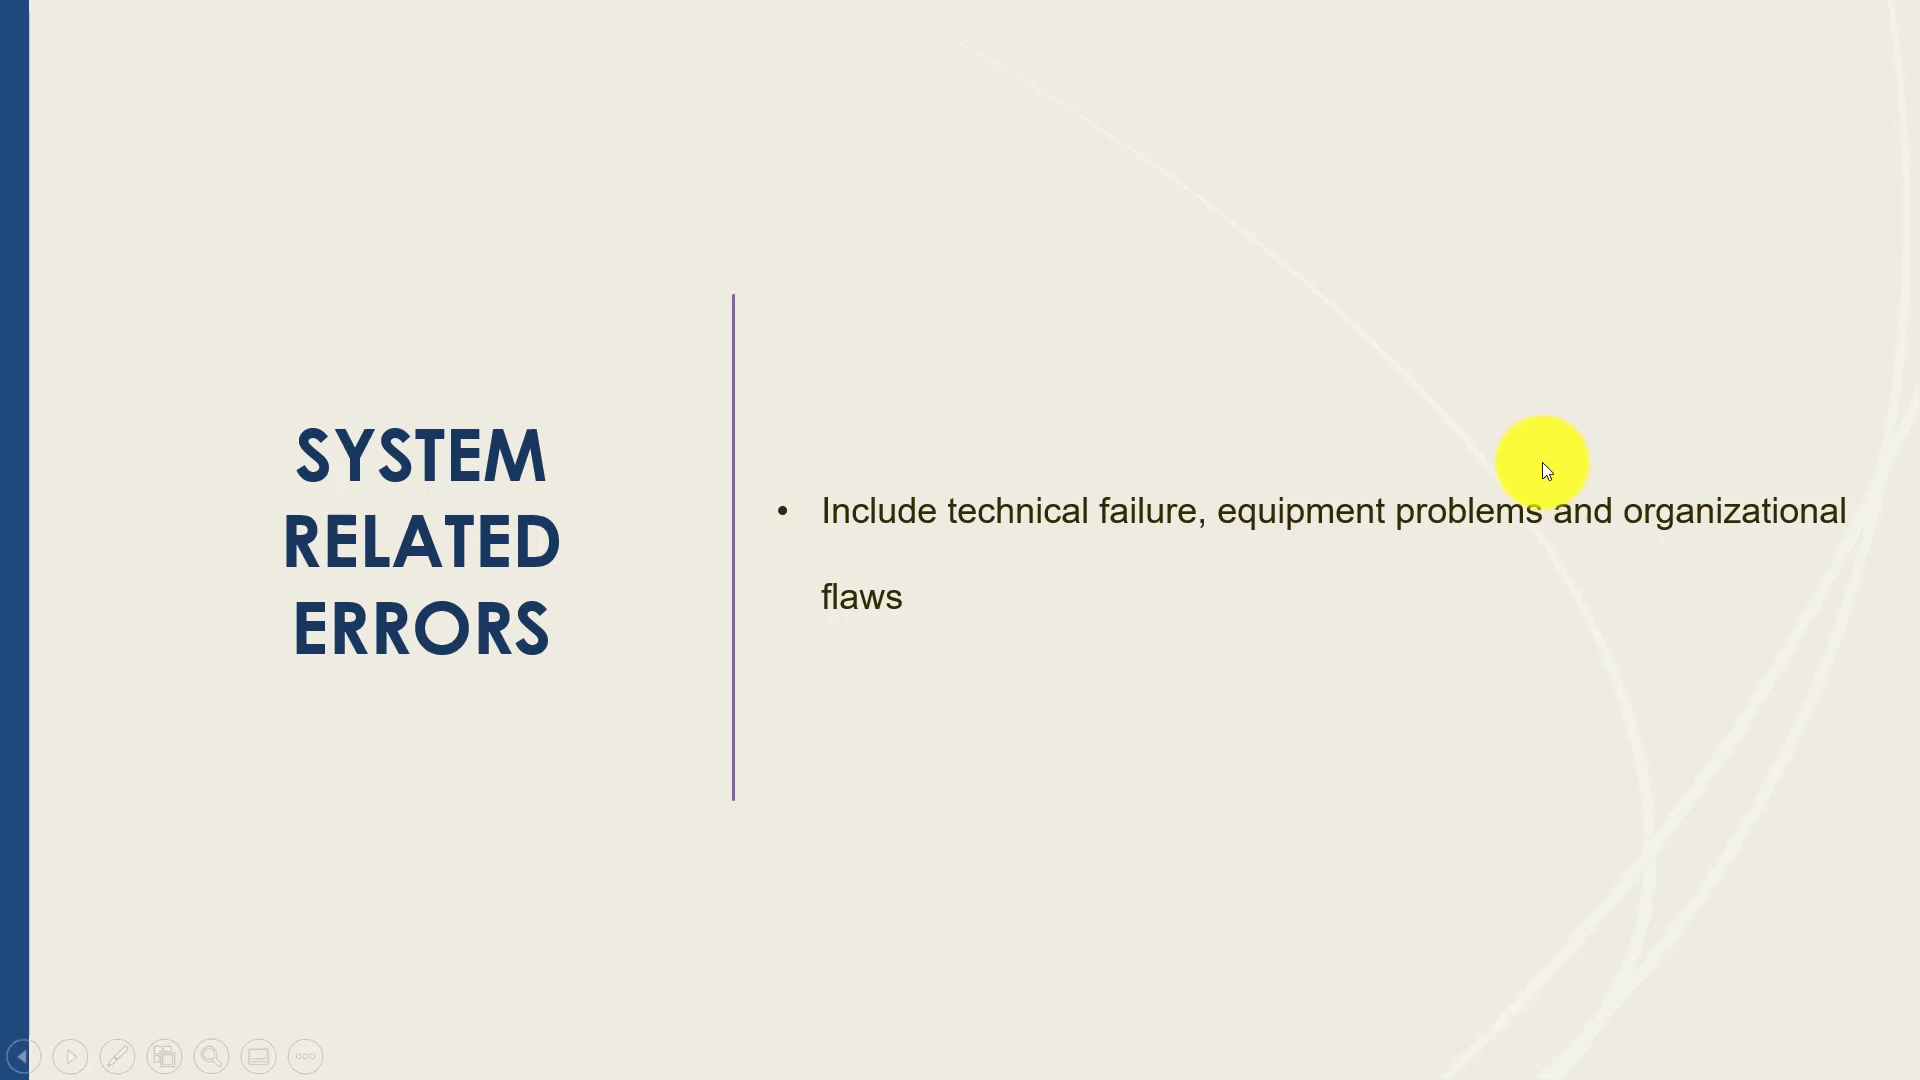 SYSTEM
RELATED
ERRORS
• Include technical failure, equipment problems and organizational
flaws